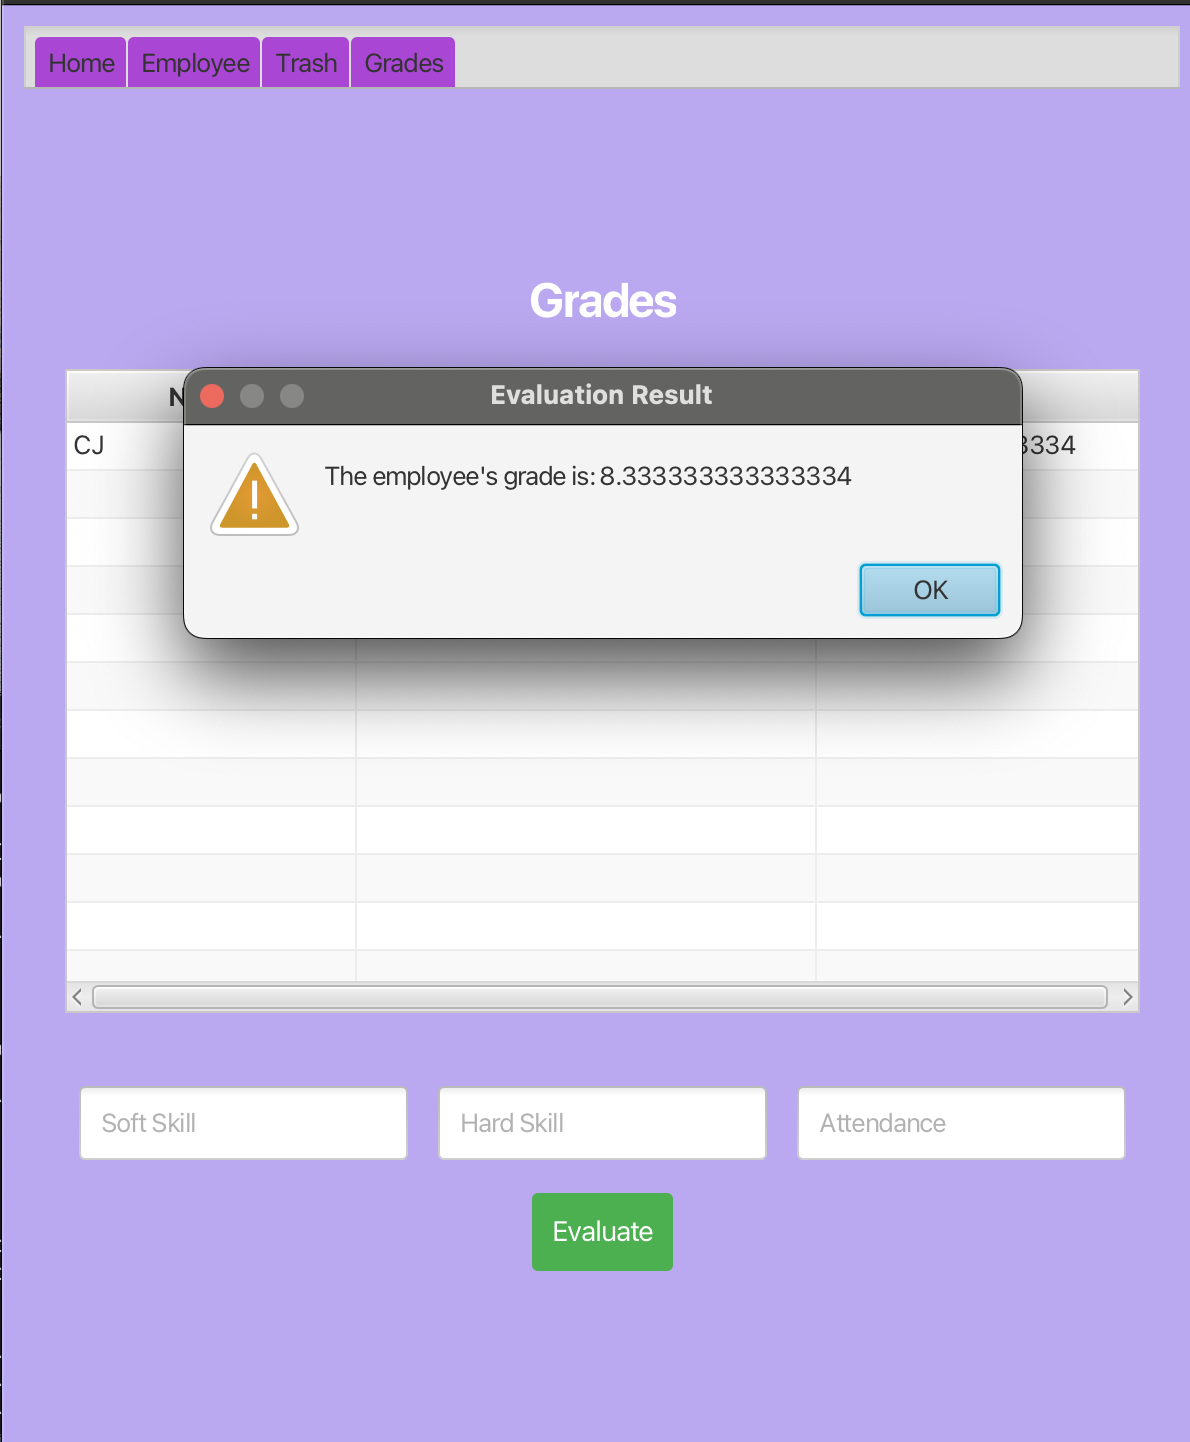 Home Employee Trash Grades
Grades
Evaluation Result
CJ
The employee's grade is: 8.333333333333334
OK
Soft Skill Hard Skill Attendance
Evaluate